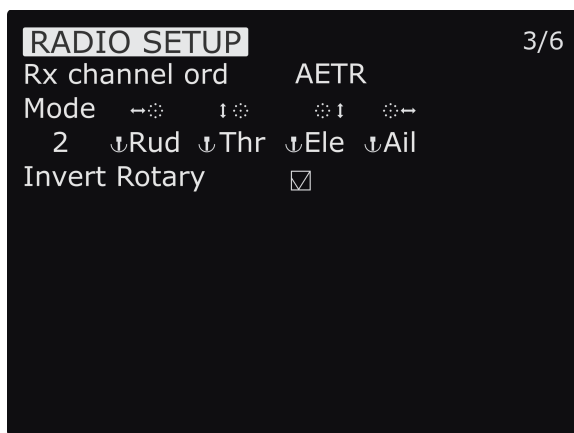 RADIO SETUP 3/6
Rx channel ord AETR
Mode
2 Rud Thr Ele Ail
Invert Rotary